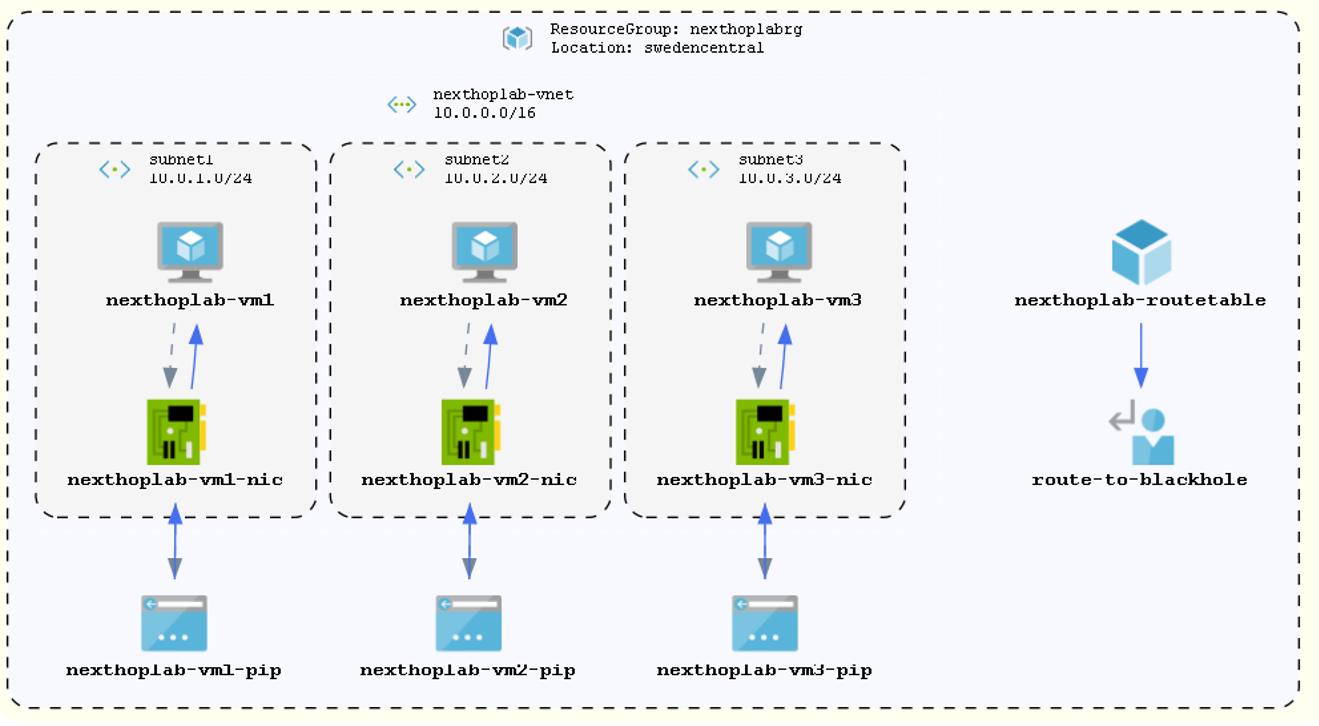 ResourceGroup: nexthoplabrg
Location: swedencentral
nexthoplab-vnet
10.0.0.0/16
subnet1
10.0.1.0/24
subnet2
10.0.2.0/24
subnet3
10.0.3.0/24
nexthoplab-vm1
nexthoplab-vm2
nexthoplab-vm3
nexthoplab-routetable
nexthoplab-vm1-nic
nexthoplab-vm2-nic
nexthoplab-vm3-nic
route-to-blackhole
nexthoplab-vm1-pip
nexthoplab-vm2-pip
nexthoplab-vm3-pip